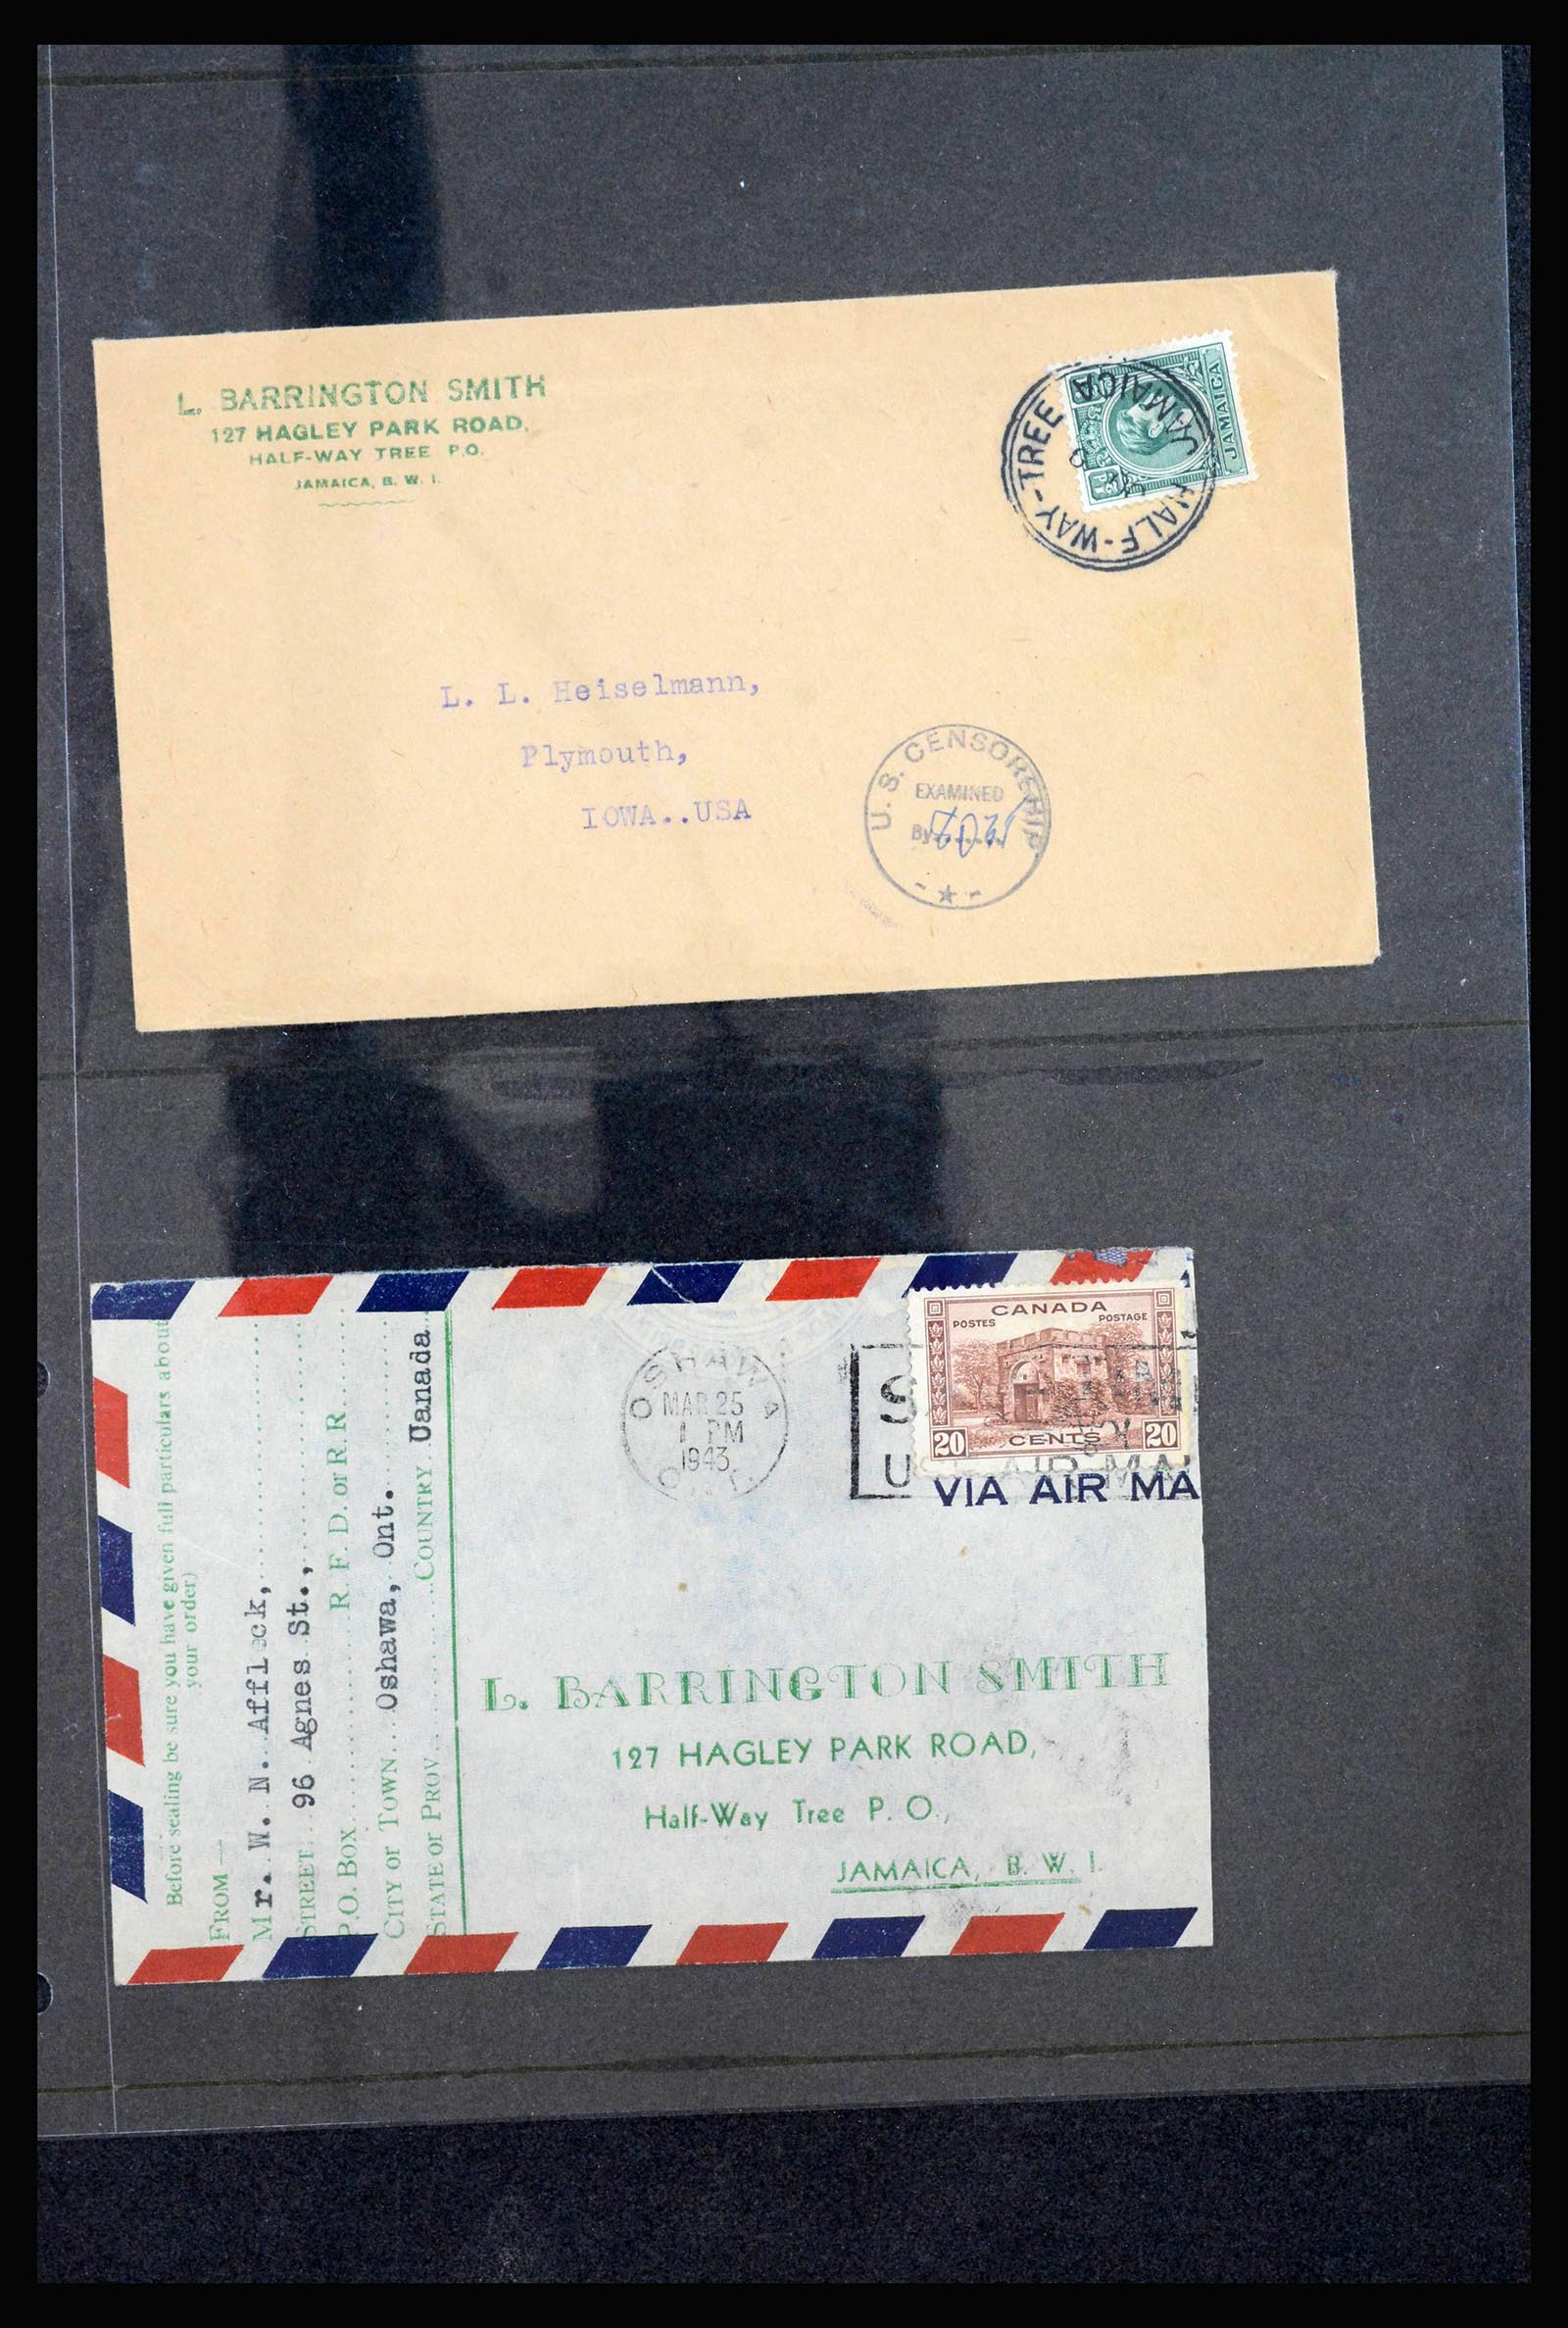 L. BARRINGTON SMITH
127 HAGLEY PARK ROAD,
HALF-WAY TREE P.O.
JAMAICA, B. W. I.
JAMAICA
½d
HALF-WAY-TREE
JAMAICA
L. L. Heiselmann,
Plymouth,
IOWA..USA
U.S. CENSORSHIP
EXAMINED
By
CANADA
POSTES POSTAGE
20 CENTS 20
OSHAWA
MAR 25
1 PM
1943
VIA AIR MA
Before sealing be sure you have given full particulars about
your order)
FROM —
Mr. W. N. Affleck,
STREET 96 Agnes St.,
P.O. BOX R. F. D. or R. R.
CITY OR TOWN Oshawa, Ont.
STATE or PROV. COUNTRY Uanada
L. BARRINGTON SMITH
127 HAGLEY PARK ROAD,
Half-Way Tree P. O.,
JAMAICA, B. W. I.